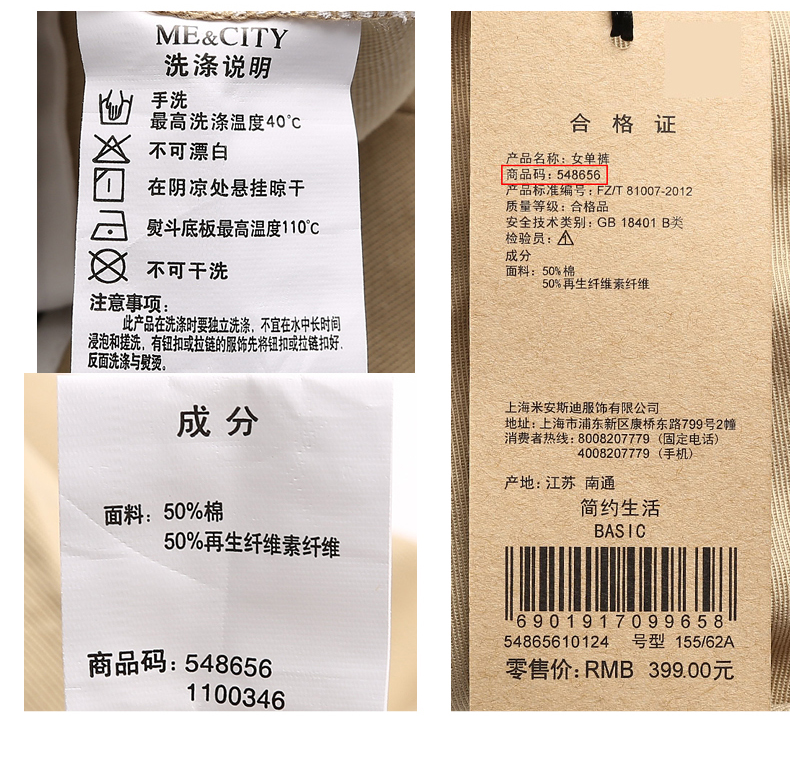 ME&CITY
洗涤说明
手洗
最高洗涤温度40℃
不可漂白
在阴凉处悬挂晾干
熨斗底板最高温度110℃
不可干洗
注意事项:
此产品在洗涤时要独立洗涤,不宜在水中长时间
浸泡和搓洗,有钮扣或拉链的服饰先将钮扣或拉链扣好.
反面洗涤与熨烫。
成分
面料: 50%棉
50%再生纤维素纤维
商品码: 548656
1100346
合格证
产品名称: 女单裤
商品码: 548656
产品标准编号: FZ/T 81007-2012
质量等级: 合格品
安全技术类别: GB 18401 B类
检验员:
成分
面料: 50%棉
50%再生纤维素纤维
上海米安斯迪服饰有限公司
地址: 上海市浦东新区康桥东路799号2幢
消费者热线: 8008207779 (固定电话)
4008207779 (手机)
产地: 江苏 南通
简约生活
BASIC
6901917099658
54865610124 号型 155/62A
零售价: RMB 399.00元